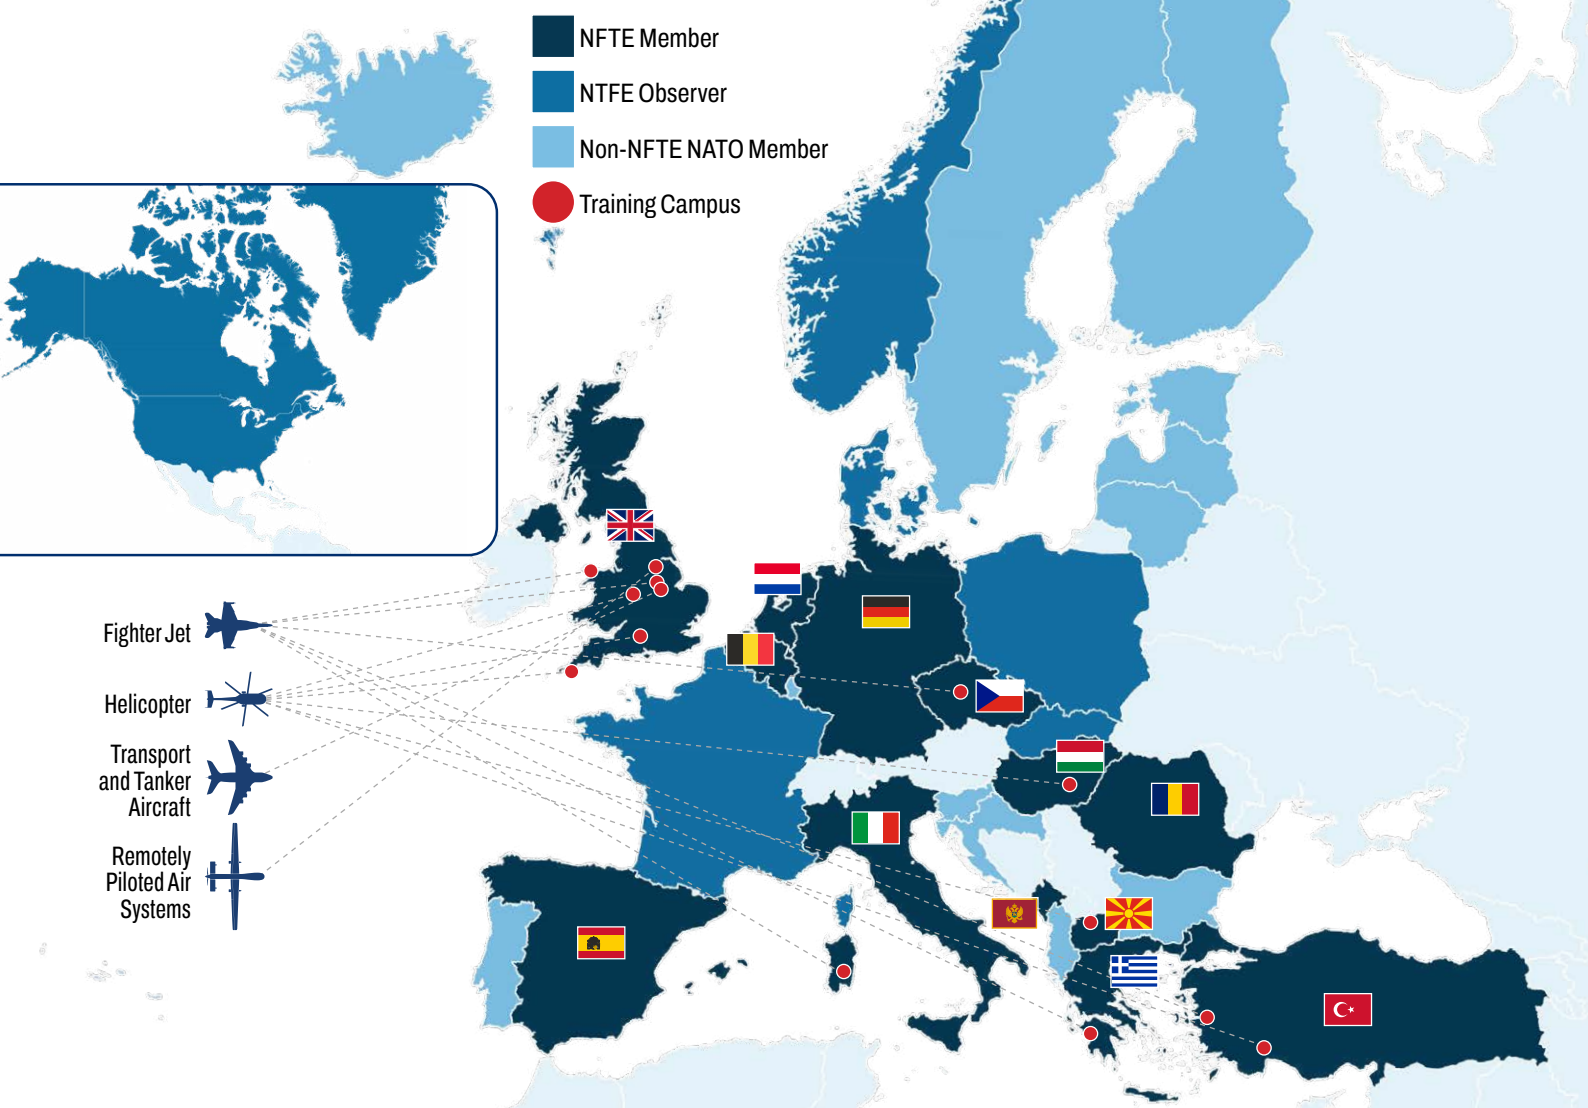 NFTE Member
NTFE Observer
Non-NFTE NATO Member
Training Campus
Fighter Jet
Helicopter
Transport
and Tanker
Aircraft
Remotely
Piloted Air
Systems